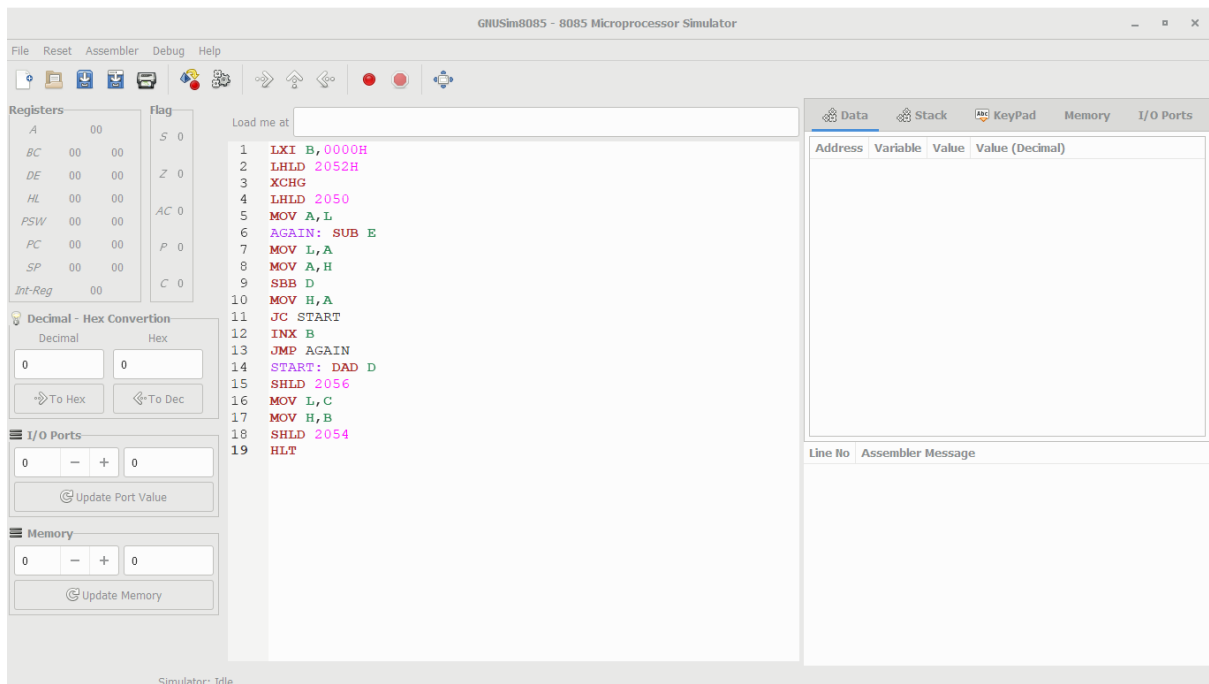 GNUSim8085 - 8085 Microprocessor Simulator
File Reset Assembler Debug Help
Registers
A 00
BC 00 00
DE 00 00
HL 00 00
PSW 00 00
PC 00 00
SP 00 00
Int-Reg 00
Flag
S 0
Z 0
AC 0
P 0
C 0
Decimal - Hex Convertion
Decimal Hex
0 0
To Hex To Dec
I/O Ports
0 − + 0
Update Port Value
Memory
0 − + 0
Update Memory
Load me at
1 LXI B,0000H
2 LHLD 2052H
3 XCHG
4 LHLD 2050
5 MOV A,L
6 AGAIN: SUB E
7 MOV L,A
8 MOV A,H
9 SBB D
10 MOV H,A
11 JC START
12 INX B
13 JMP AGAIN
14 START: DAD D
15 SHLD 2056
16 MOV L,C
17 MOV H,B
18 SHLD 2054
19 HLT
Data Stack Abc KeyPad Memory I/O Ports
Address Variable Value Value (Decimal)
Line No Assembler Message
Simulator: Idle